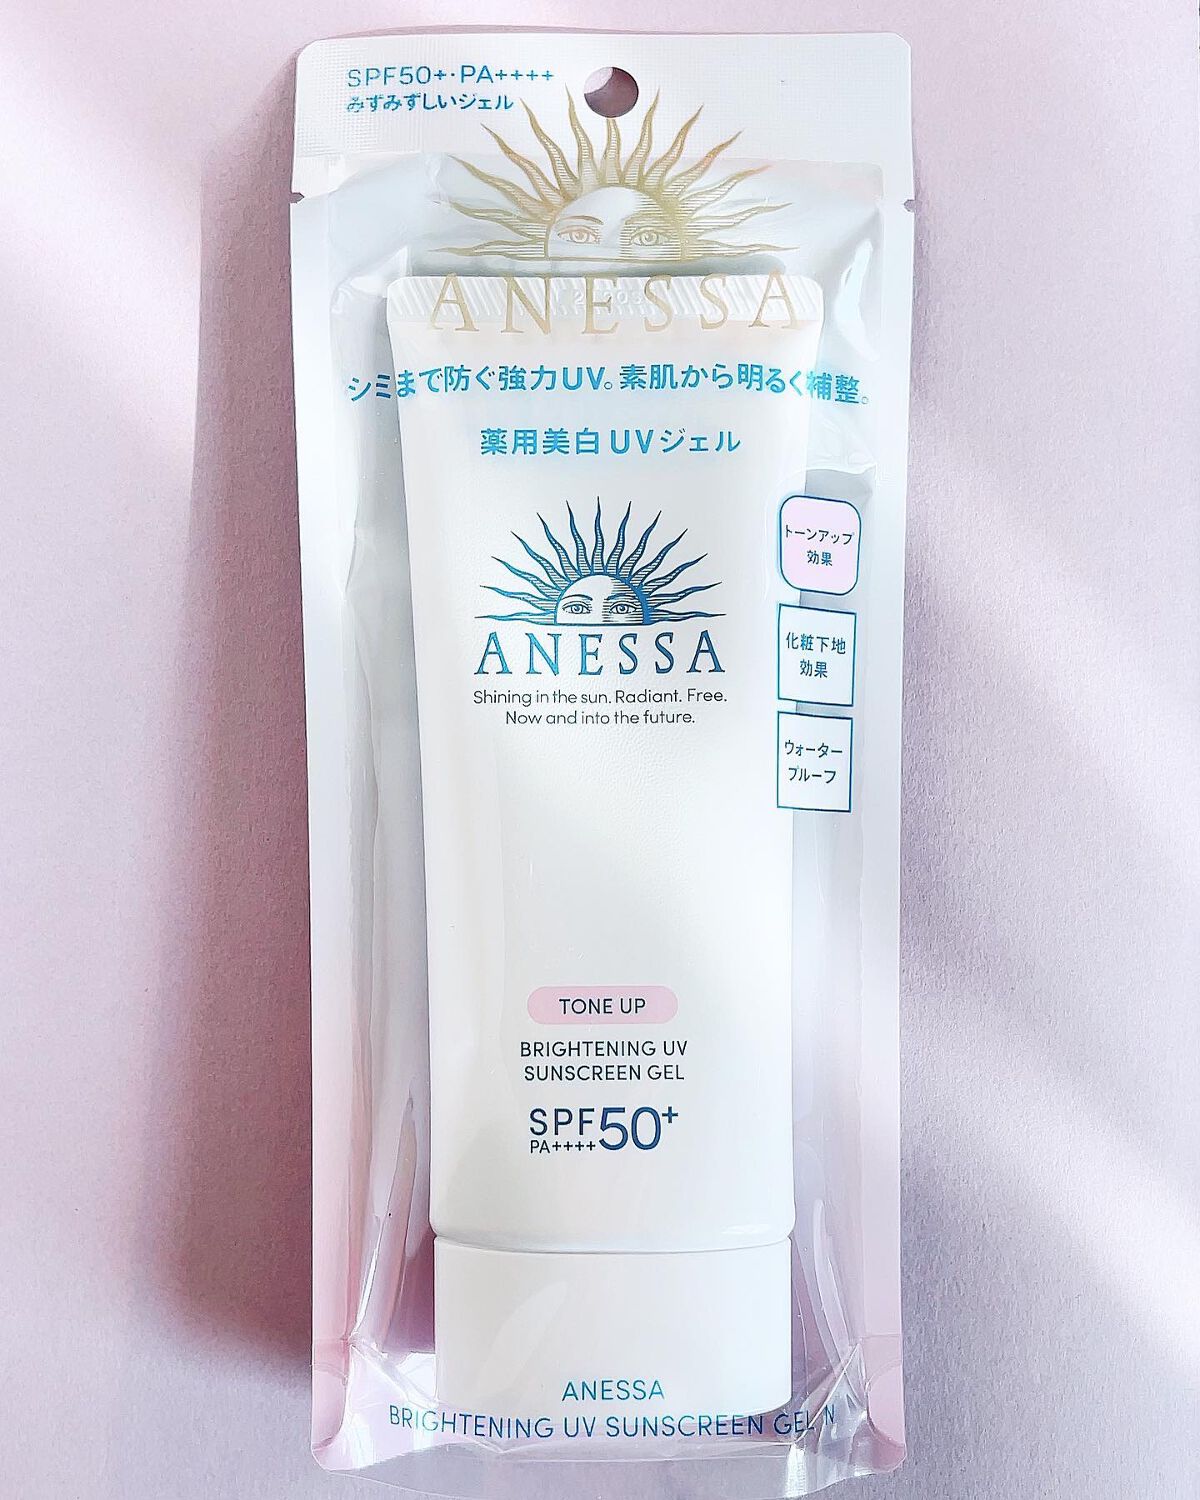 SPF50+・PA++++
みずみずしいジェル
ANESSA
シミまで防ぐ強力UV。素肌から明るく補整。
薬用美白UVジェル
トーンアップ
効果
ANESSA
Shining in the sun. Radiant. Free.
Now and into the future.
化粧下地
効果
ウォーター
プルーフ
TONE UP
BRIGHTENING UV
SUNSCREEN GEL
SPF50+
PA++++
ANESSA
BRIGHTENING UV SUNSCREEN GEL N